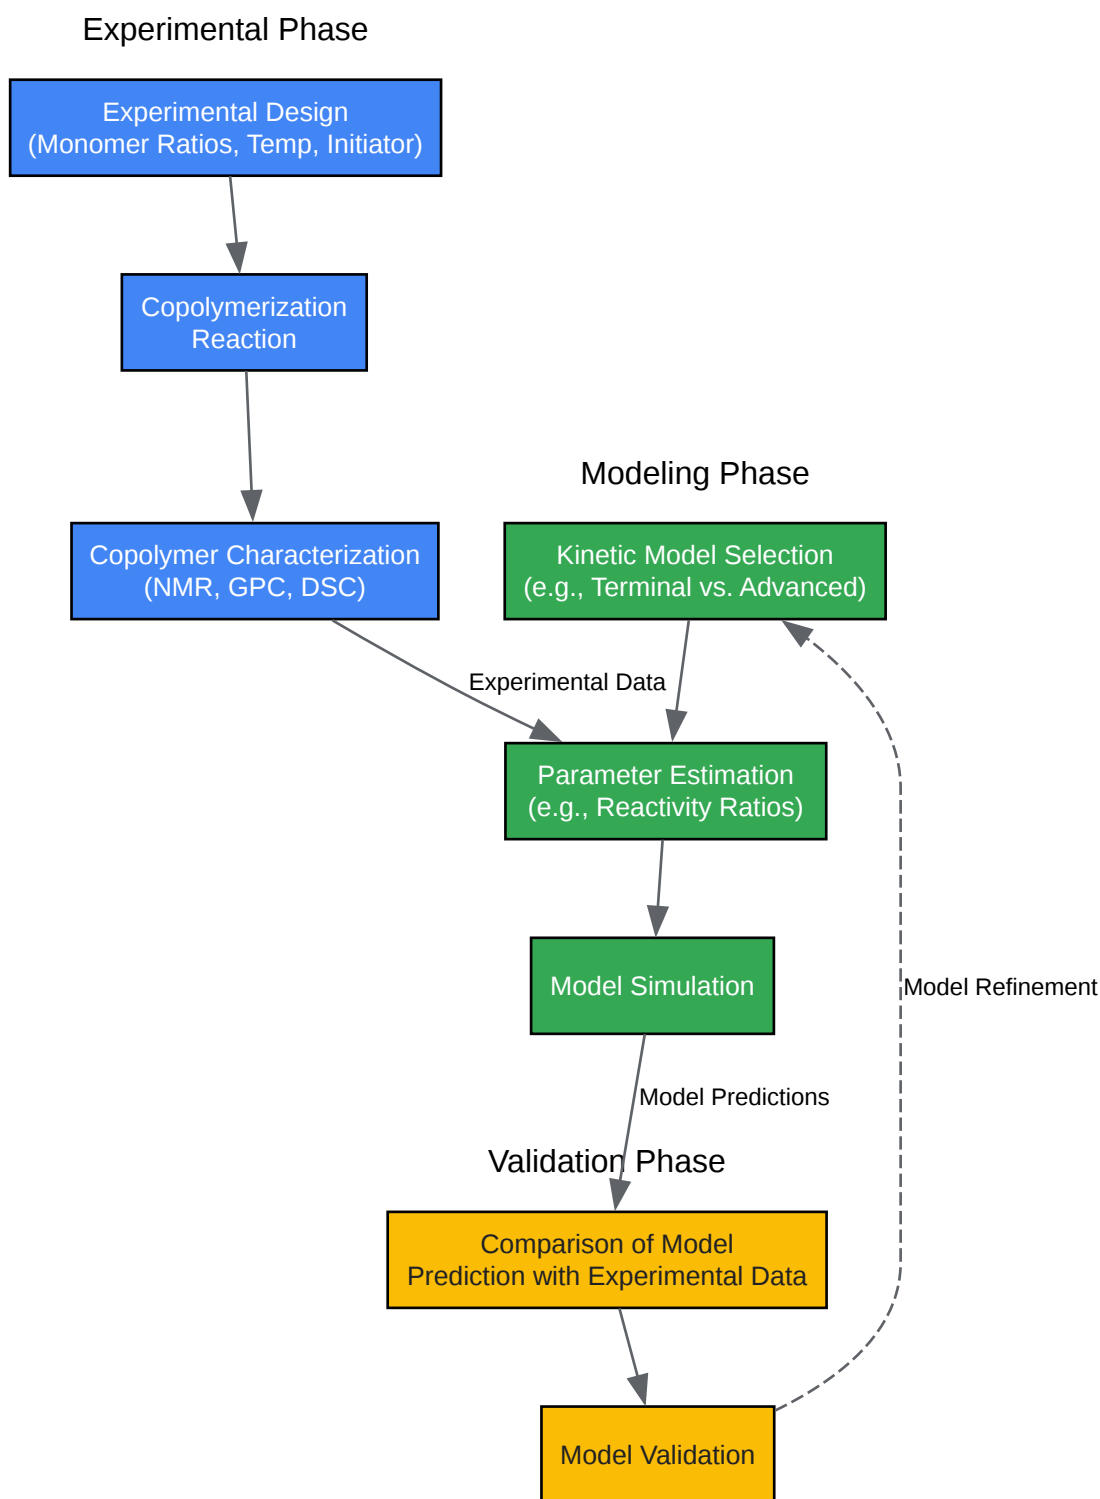 Experimental Phase
Experimental Design
(Monomer Ratios, Temp, Initiator)
Copolymerization
Reaction
Modeling Phase
Copolymer Characterization
(NMR, GPC, DSC)
Kinetic Model Selection
(e.g., Terminal vs. Advanced)
Experimental Data
Parameter Estimation
(e.g., Reactivity Ratios)
Model Simulation
Model Refinement
Model Predictions
Validation Phase
Comparison of Model
Prediction with Experimental Data
Model Validation